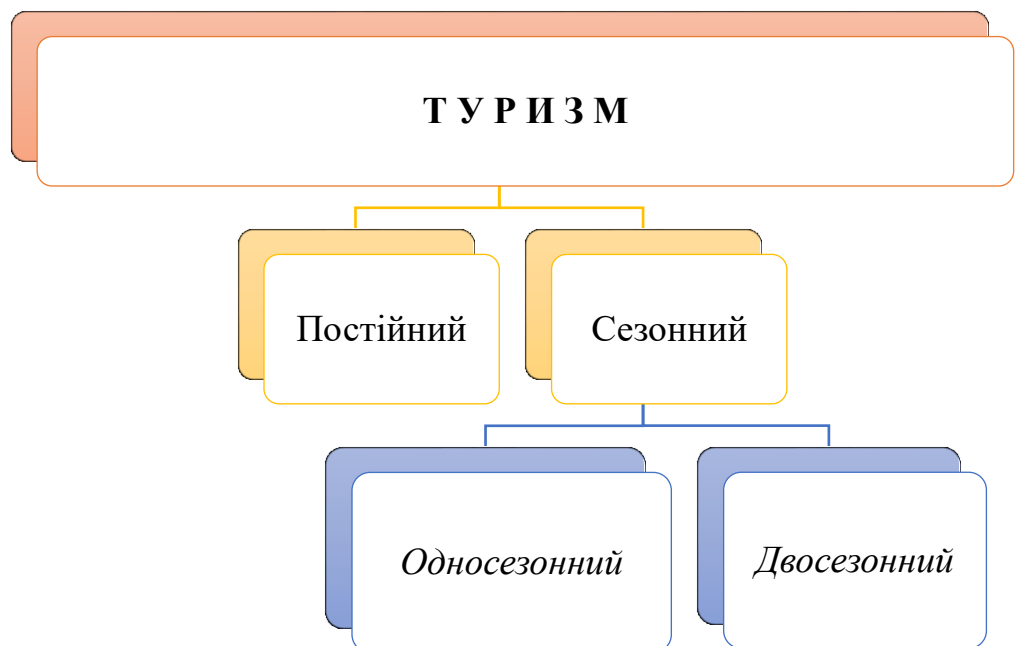 Т У Р И З М
Постійний
Сезонний
Односезонний
Двосезонний